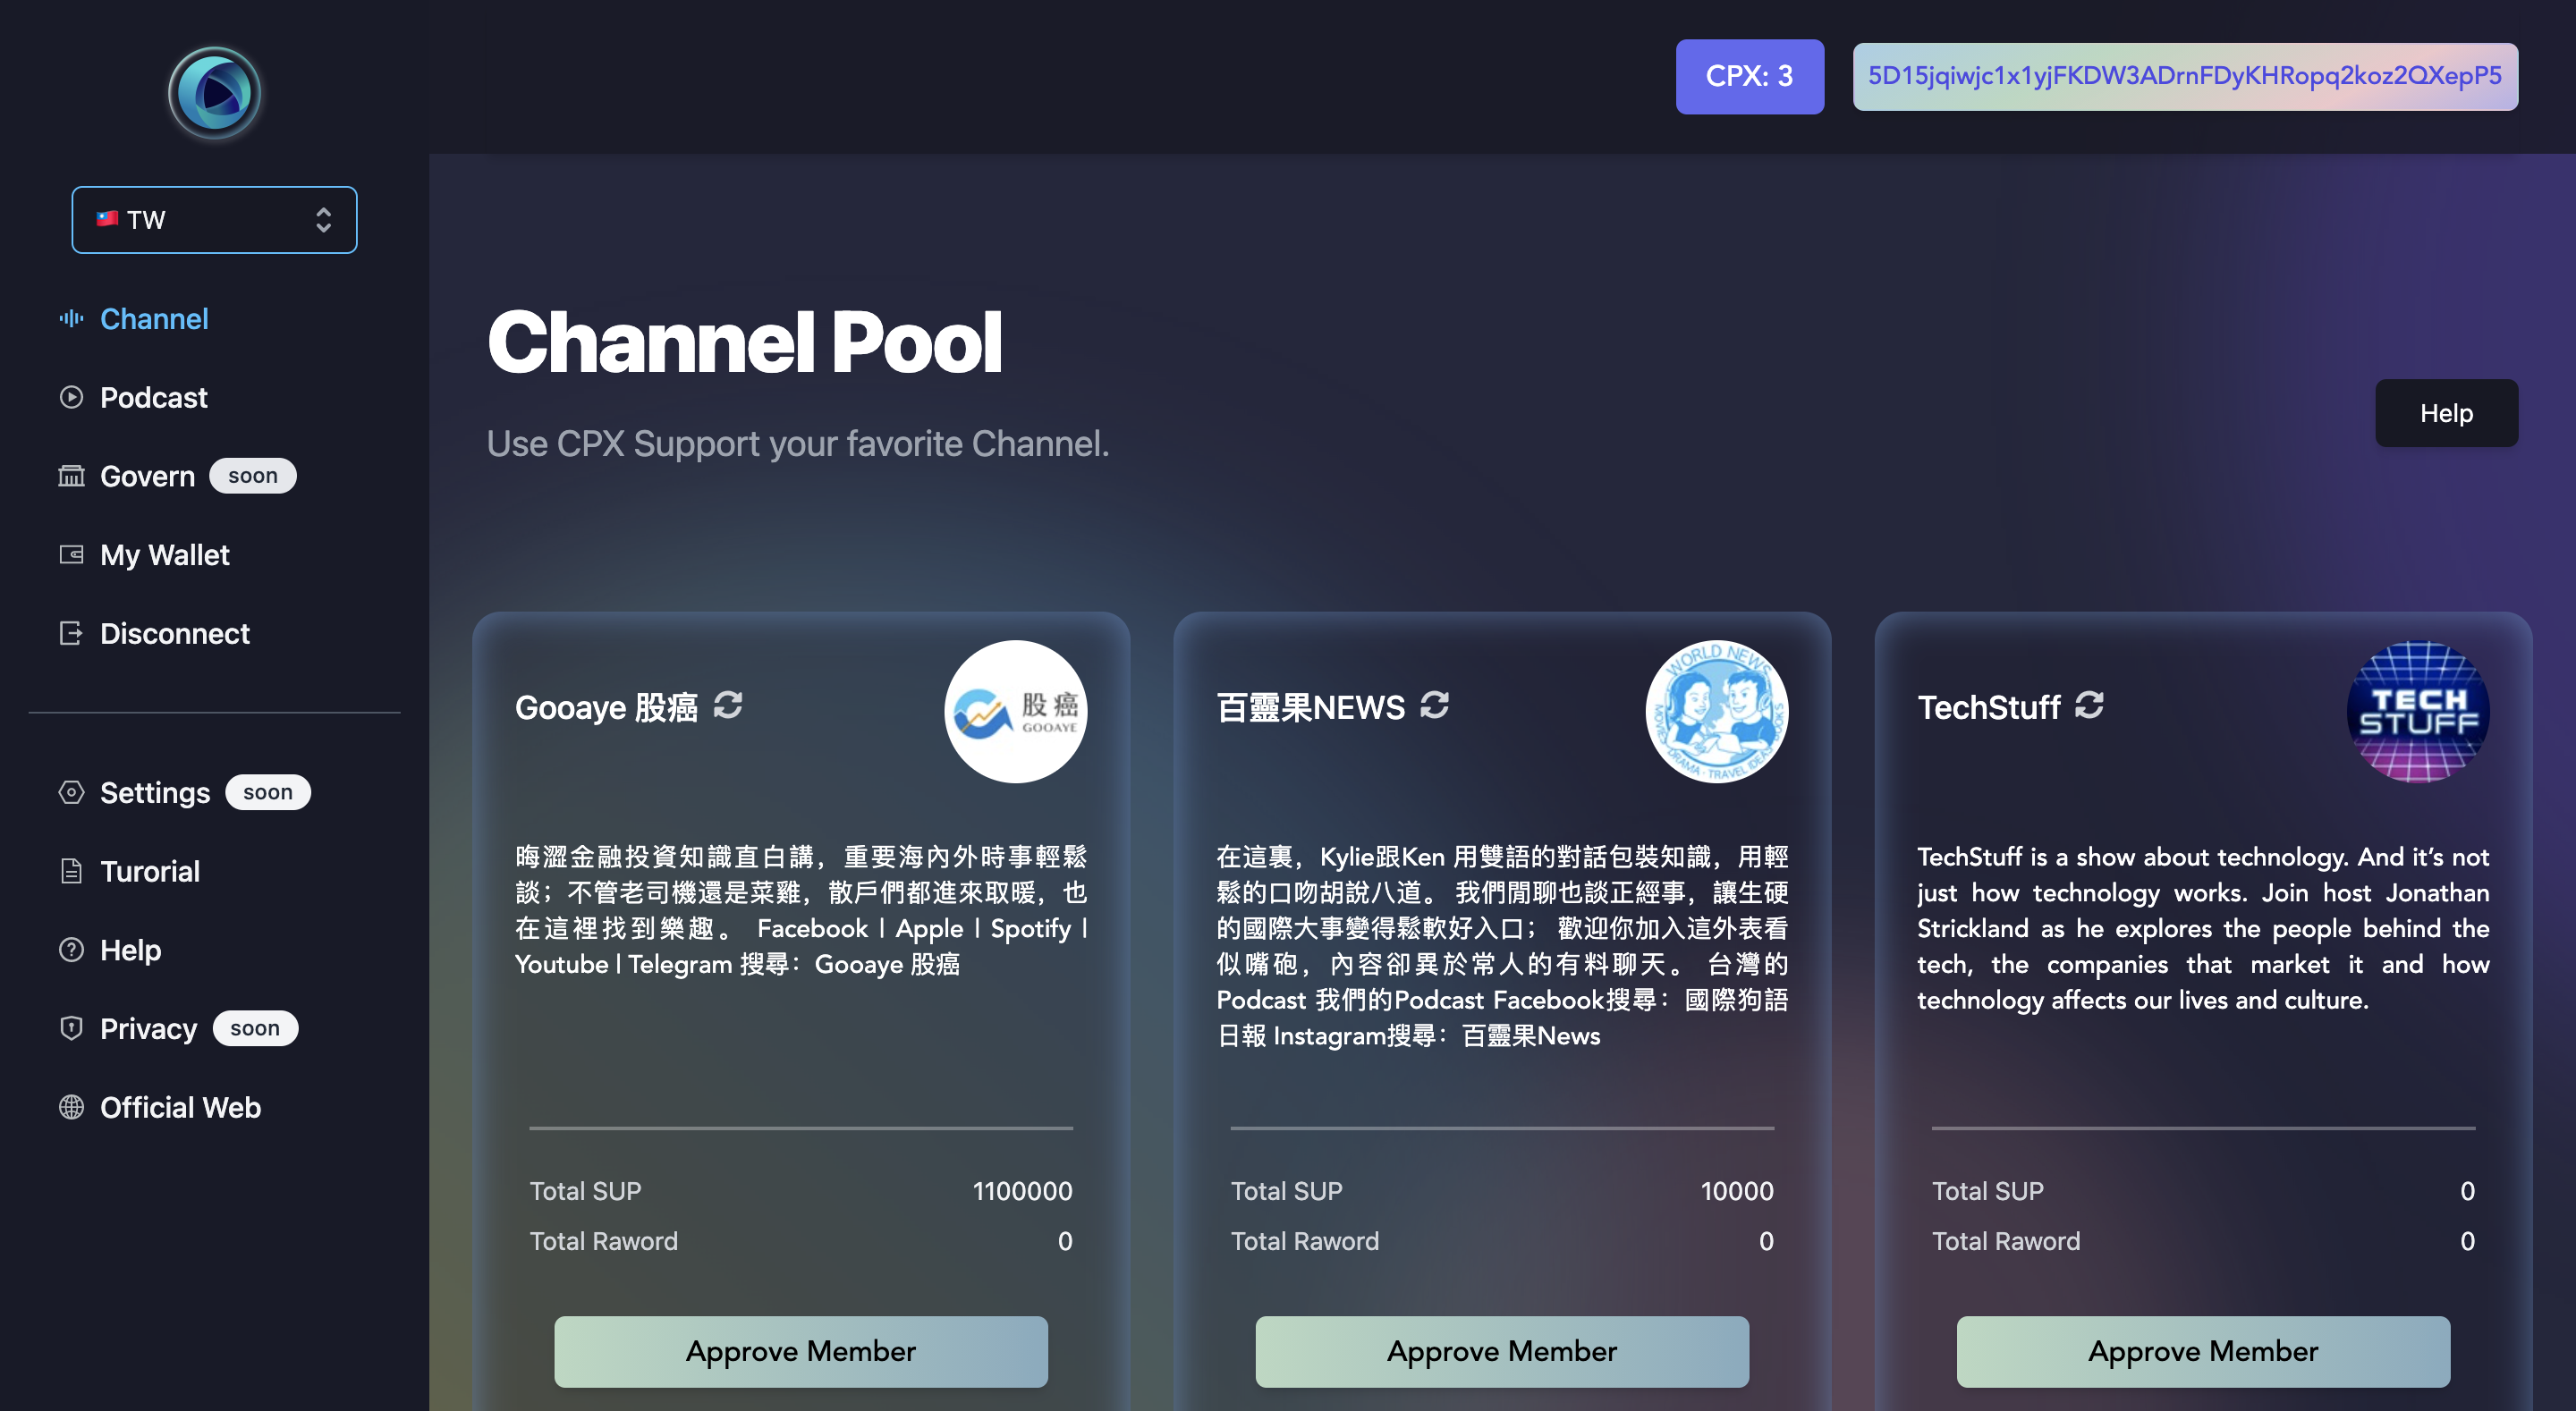 CPX: 3
5D15jqiwjc1x1yjFKDW3ADrnFDyKHRopq2koz2QXepP5
TW
Channel
Podcast
Govern soon
My Wallet
Disconnect
Settings soon
Turorial
Help
Privacy soon
Official Web
Channel Pool
Use CPX Support your favorite Channel.
Help
Gooaye 股癌
股癌
GOOAYE
晦澀金融投資知識直白講，重要海內外時事輕鬆
談；不管老司機還是菜雞，散戶們都進來取暖，也
在這裡找到樂趣。 Facebook | Apple | Spotify |
Youtube | Telegram 搜尋：Gooaye 股癌
Total SUP 1100000
Total Raword 0
Approve Member
百靈果NEWS
WORLD NEWS
DRAMA · TRAVEL IDEAS
在這裏，Kylie跟Ken 用雙語的對話包裝知識，用輕
鬆的口吻胡說八道。 我們閒聊也談正經事，讓生硬
的國際大事變得鬆軟好入口； 歡迎你加入這外表看
似嘴砲，內容卻異於常人的有料聊天。 台灣的
Podcast 我們的Podcast Facebook搜尋：國際狗語
日報 Instagram搜尋：百靈果News
Total SUP 10000
Total Raword 0
Approve Member
TechStuff
TECH
STUFF
TechStuff is a show about technology. And it’s not
just how technology works. Join host Jonathan
Strickland as he explores the people behind the
tech, the companies that market it and how
technology affects our lives and culture.
Total SUP 0
Total Raword 0
Approve Member